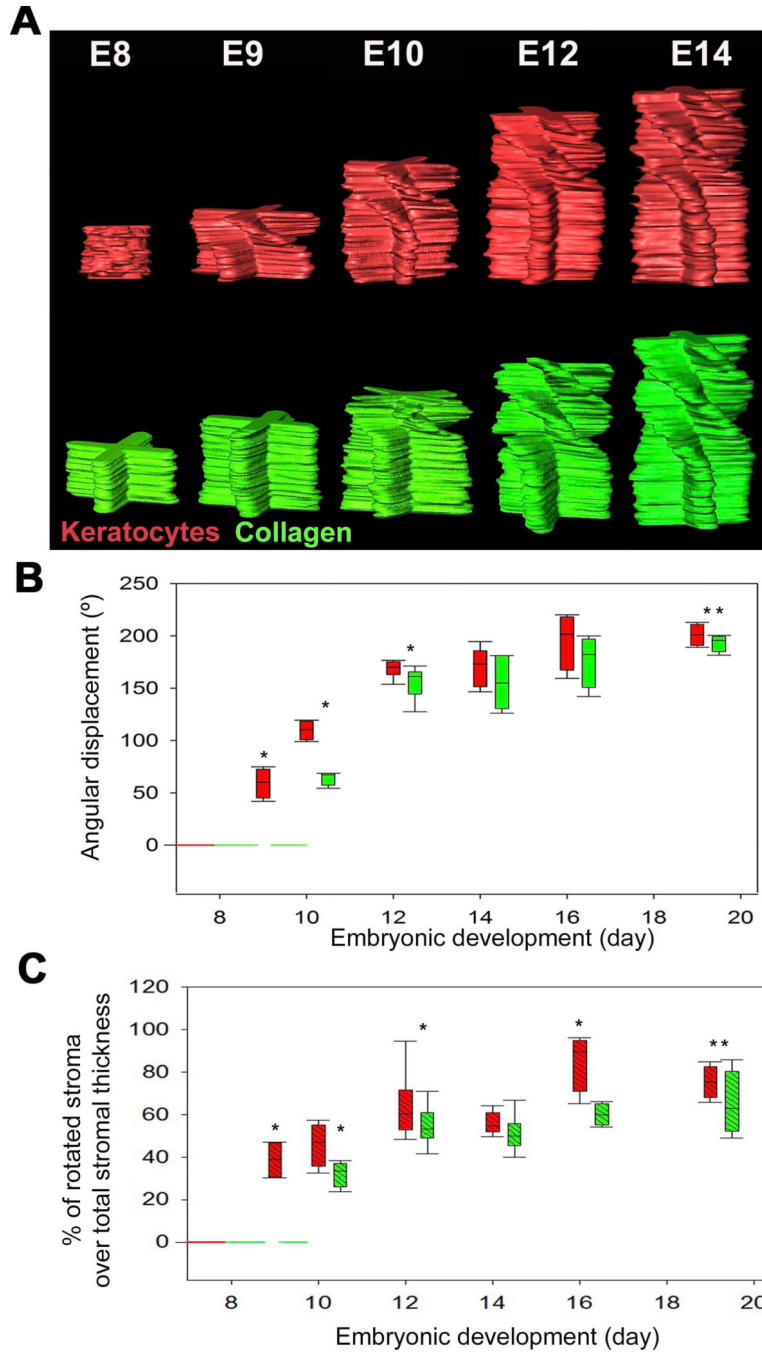 A
E8 E9 E10 E12 E14
Keratocytes Collagen
B
Angular displacement (º)
250
200
150
100
50
0
* * * * *
8 10 12 14 16 18 20
Embryonic development (day)
C
% of rotated stroma
over total stromal thickness
120
100
80
60
40
20
0
* * * * * *
8 10 12 14 16 18 20
Embryonic development (day)